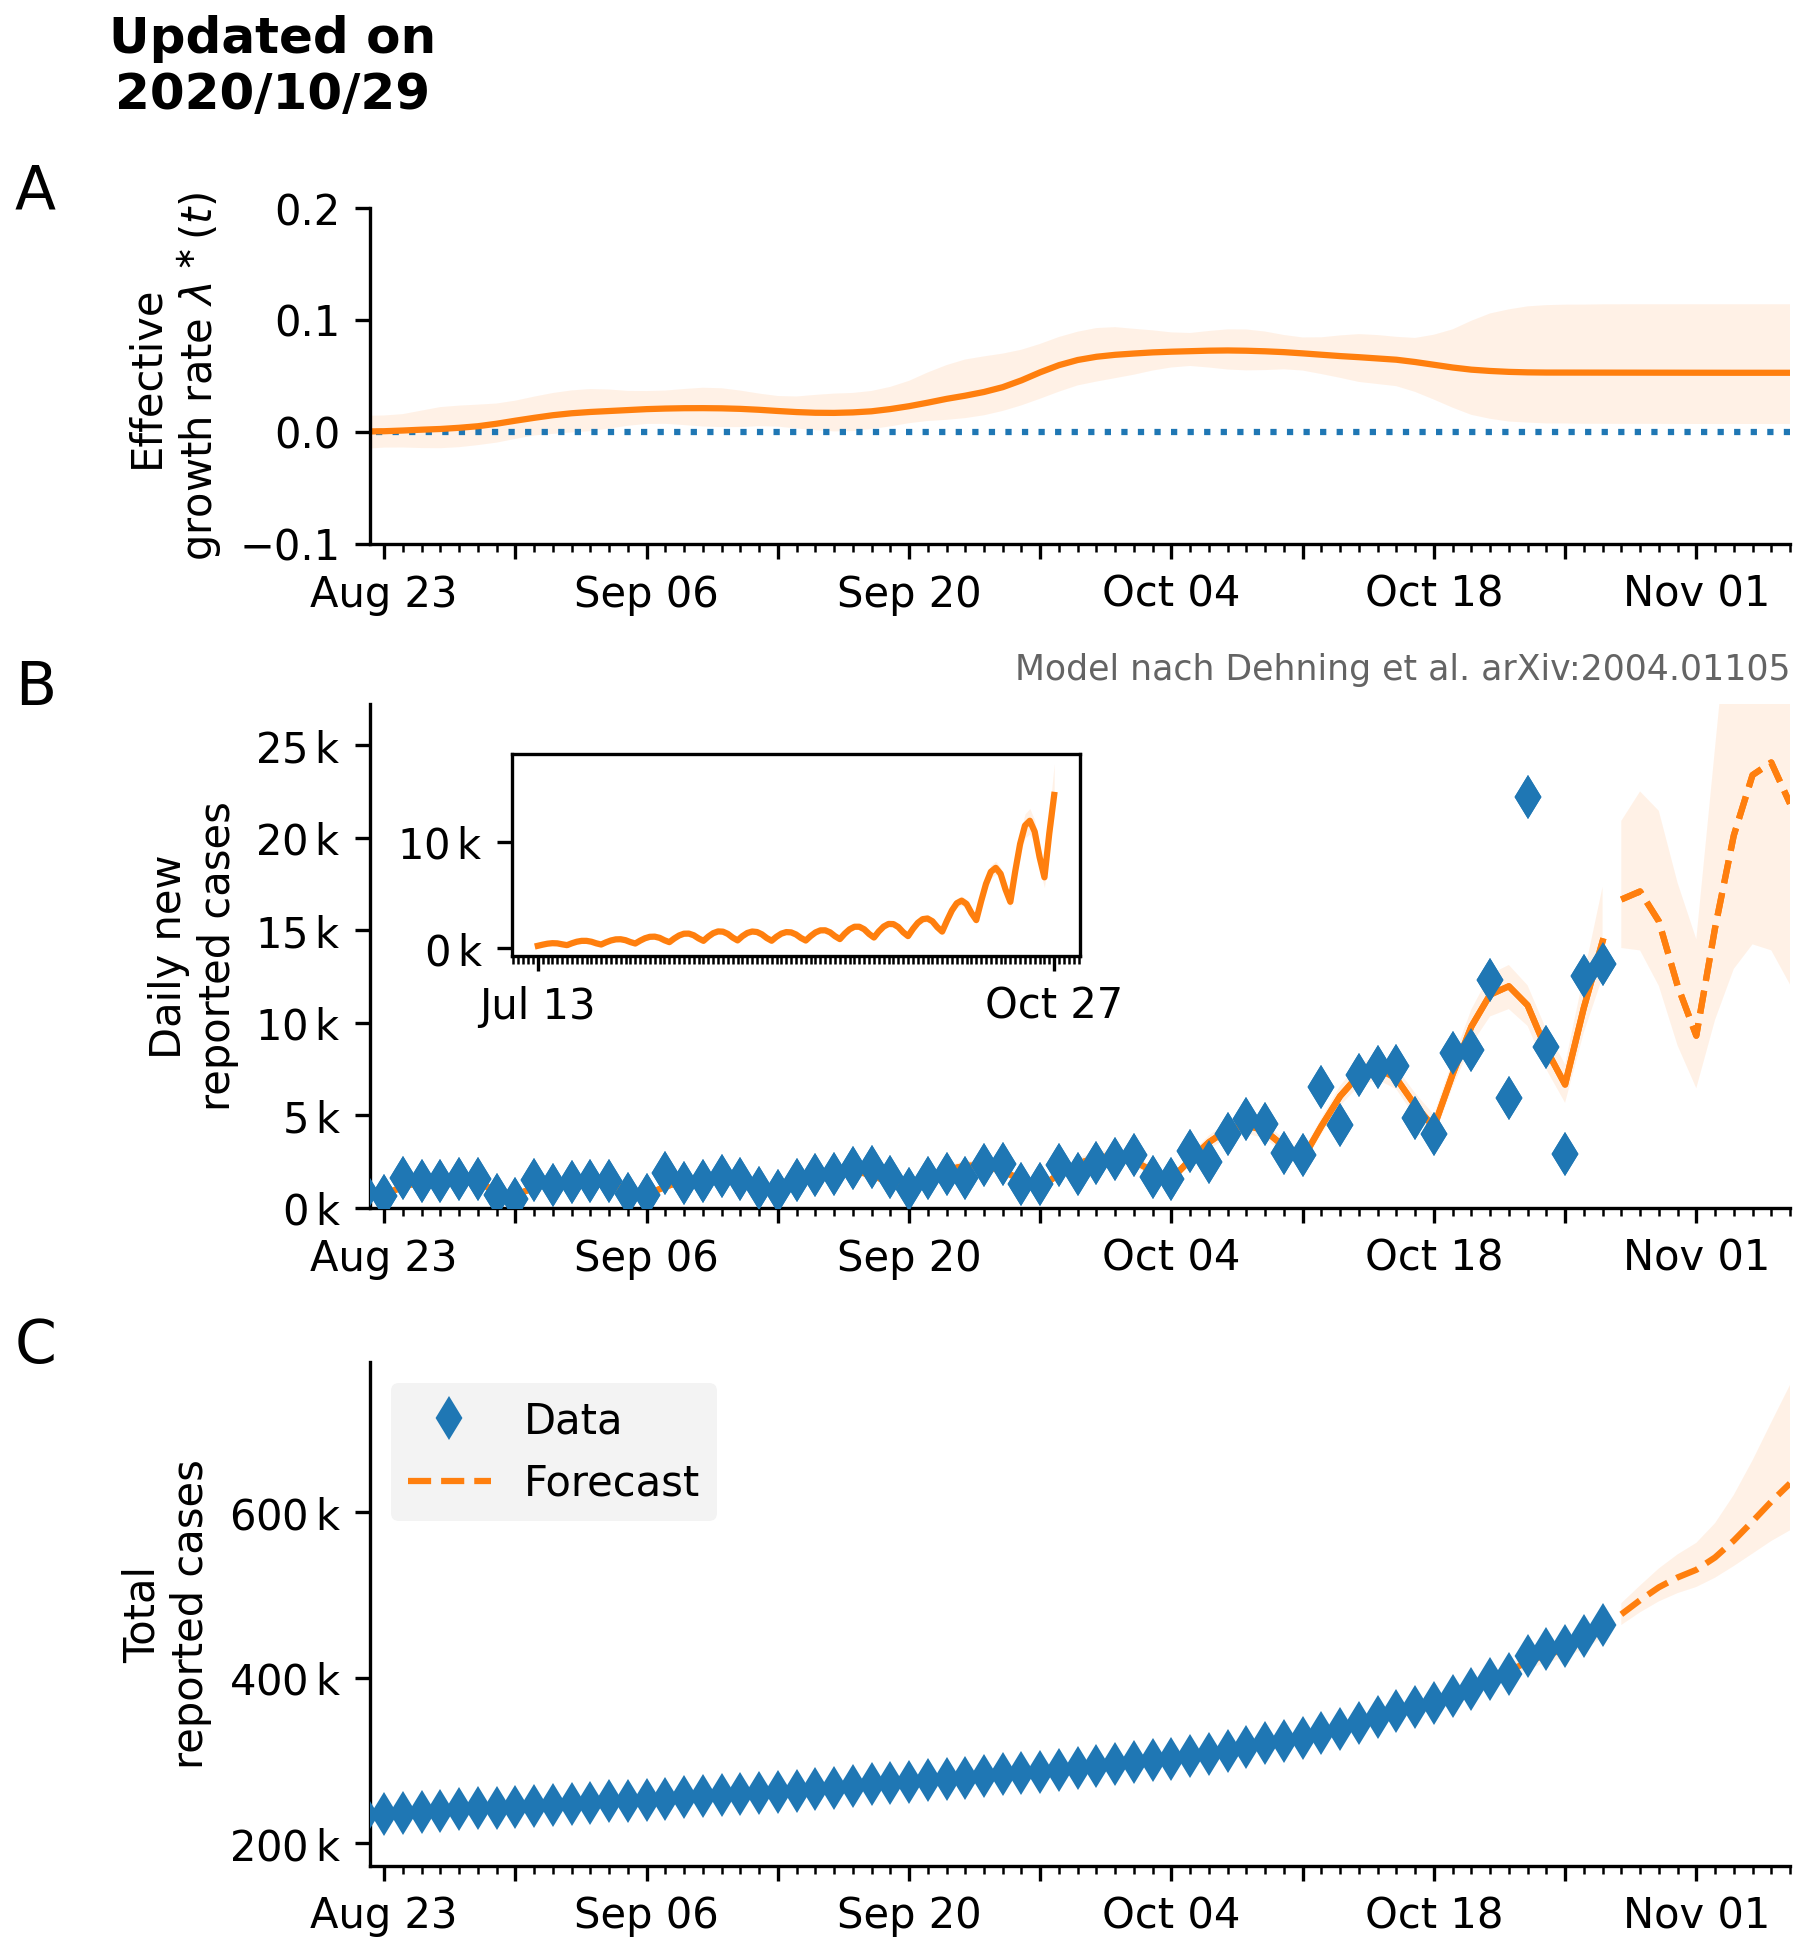 Updated on
2020/10/29
A
Effective
growth rate λ * (t)
0.2
0.1
0.0
−0.1
Aug 23
Sep 06
Sep 20
Oct 04
Oct 18
Nov 01
B
Model nach Dehning et al. arXiv:2004.01105
Daily new
reported cases
25 k
20 k
15 k
10 k
5 k
0 k
10 k
0 k
Jul 13
Oct 27
Aug 23
Sep 06
Sep 20
Oct 04
Oct 18
Nov 01
C
Total
reported cases
Data
Forecast
600 k
400 k
200 k
Aug 23
Sep 06
Sep 20
Oct 04
Oct 18
Nov 01